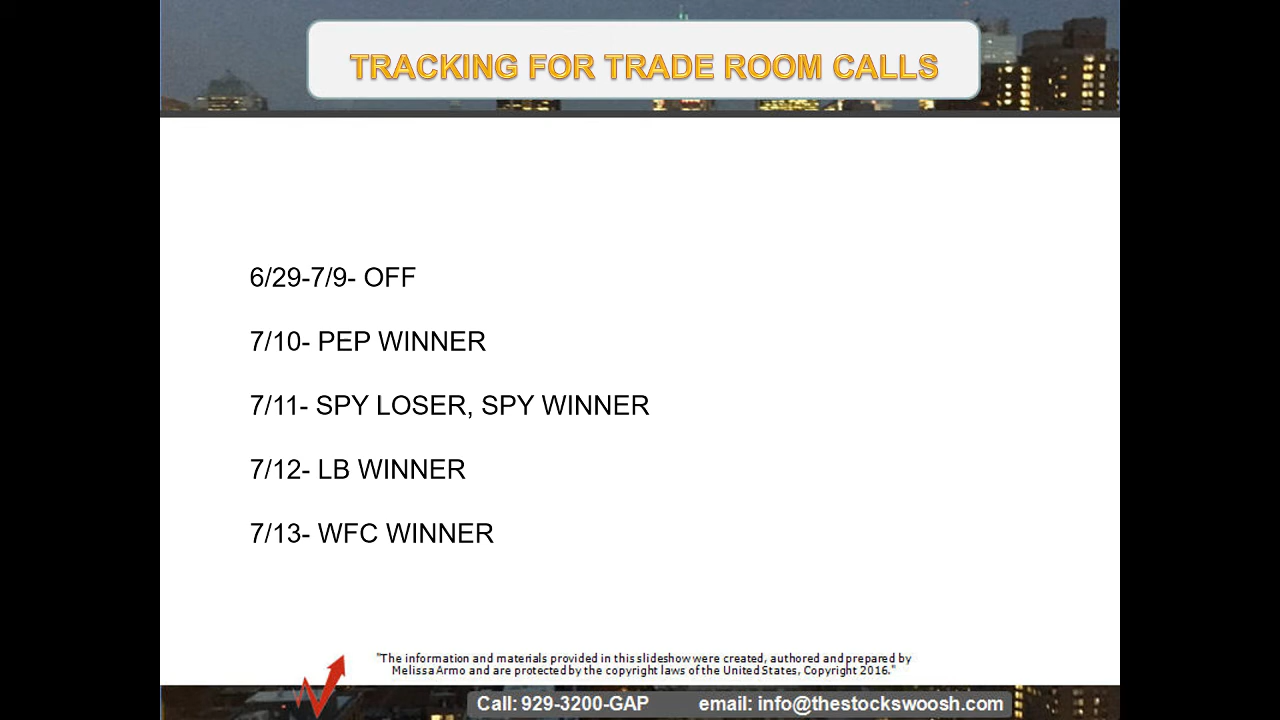 TRACKING FOR TRADE ROOM CALLS
6/29-7/9- OFF
7/10- PEP WINNER
7/11- SPY LOSER, SPY WINNER
7/12- LB WINNER
7/13- WFC WINNER
"The information and materials provided in this slideshow were created, authored and prepared by
Melissa Armo and are protected by the copyright laws of the United States, Copyright 2016."
Call: 929-3200-GAP email: info@thestockswoosh.com